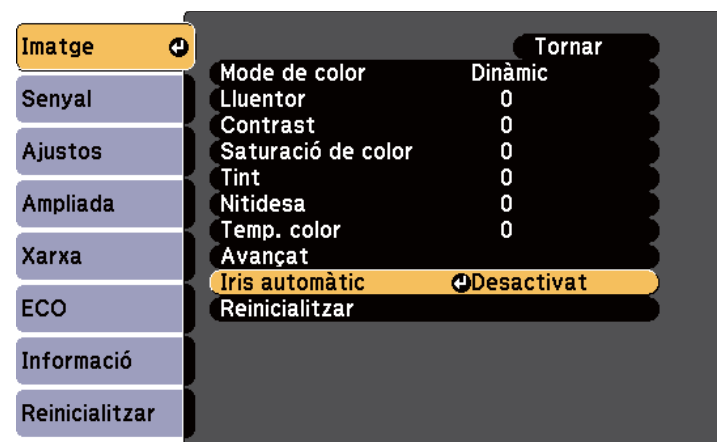 Imatge
Senyal
Ajustos
Ampliada
Xarxa
ECO
Informació
Reinicialitzar
Tornar
Mode de color Dinàmic
Lluentor 0
Contrast 0
Saturació de color 0
Tint 0
Nitidesa 0
Temp. color 0
Avançat
Iris automàtic Desactivat
Reinicialitzar